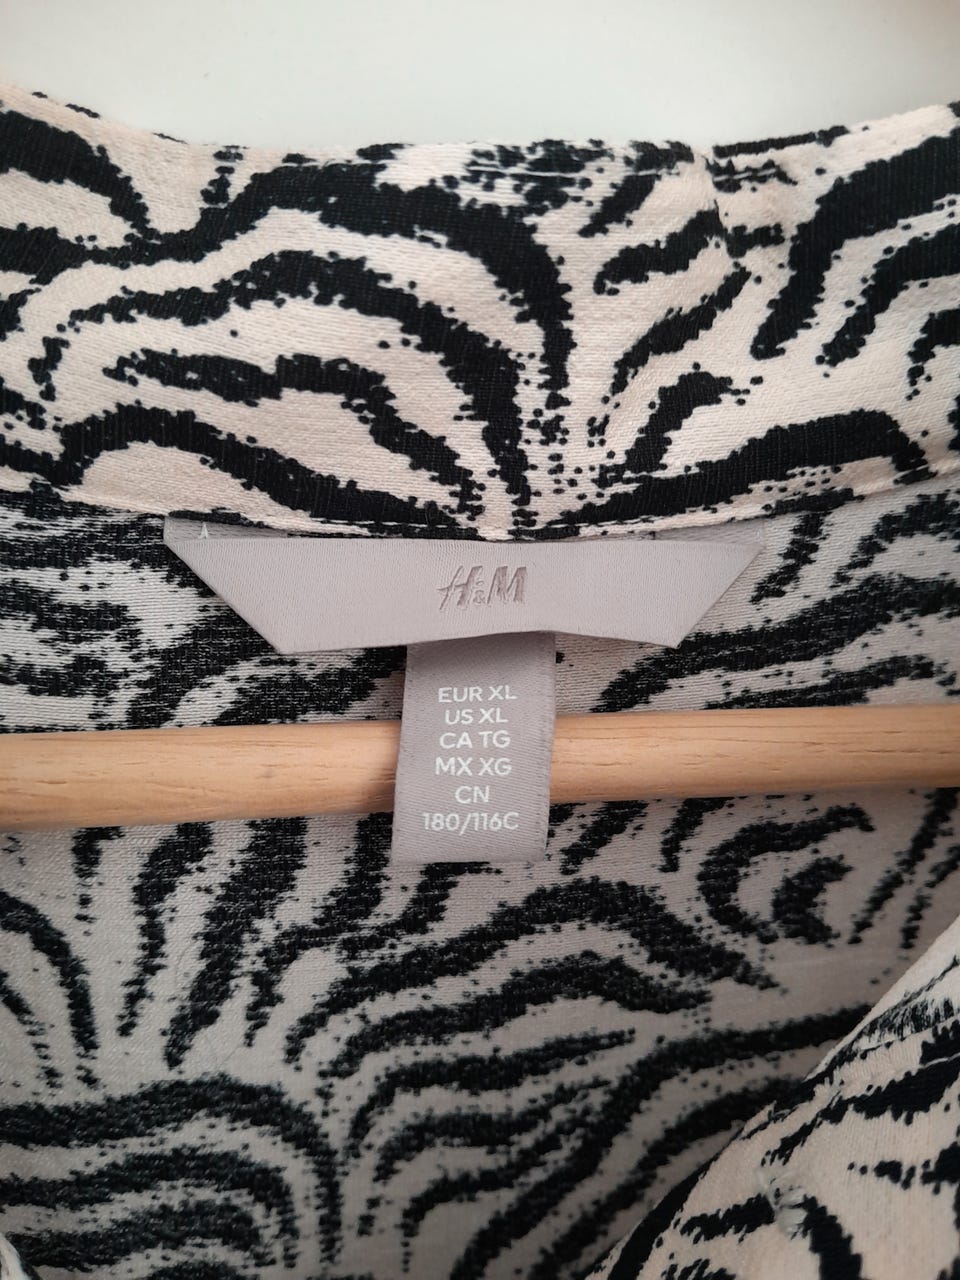 H&M
EUR XL
US XL
CA TG
MX XG
CN
180/116C